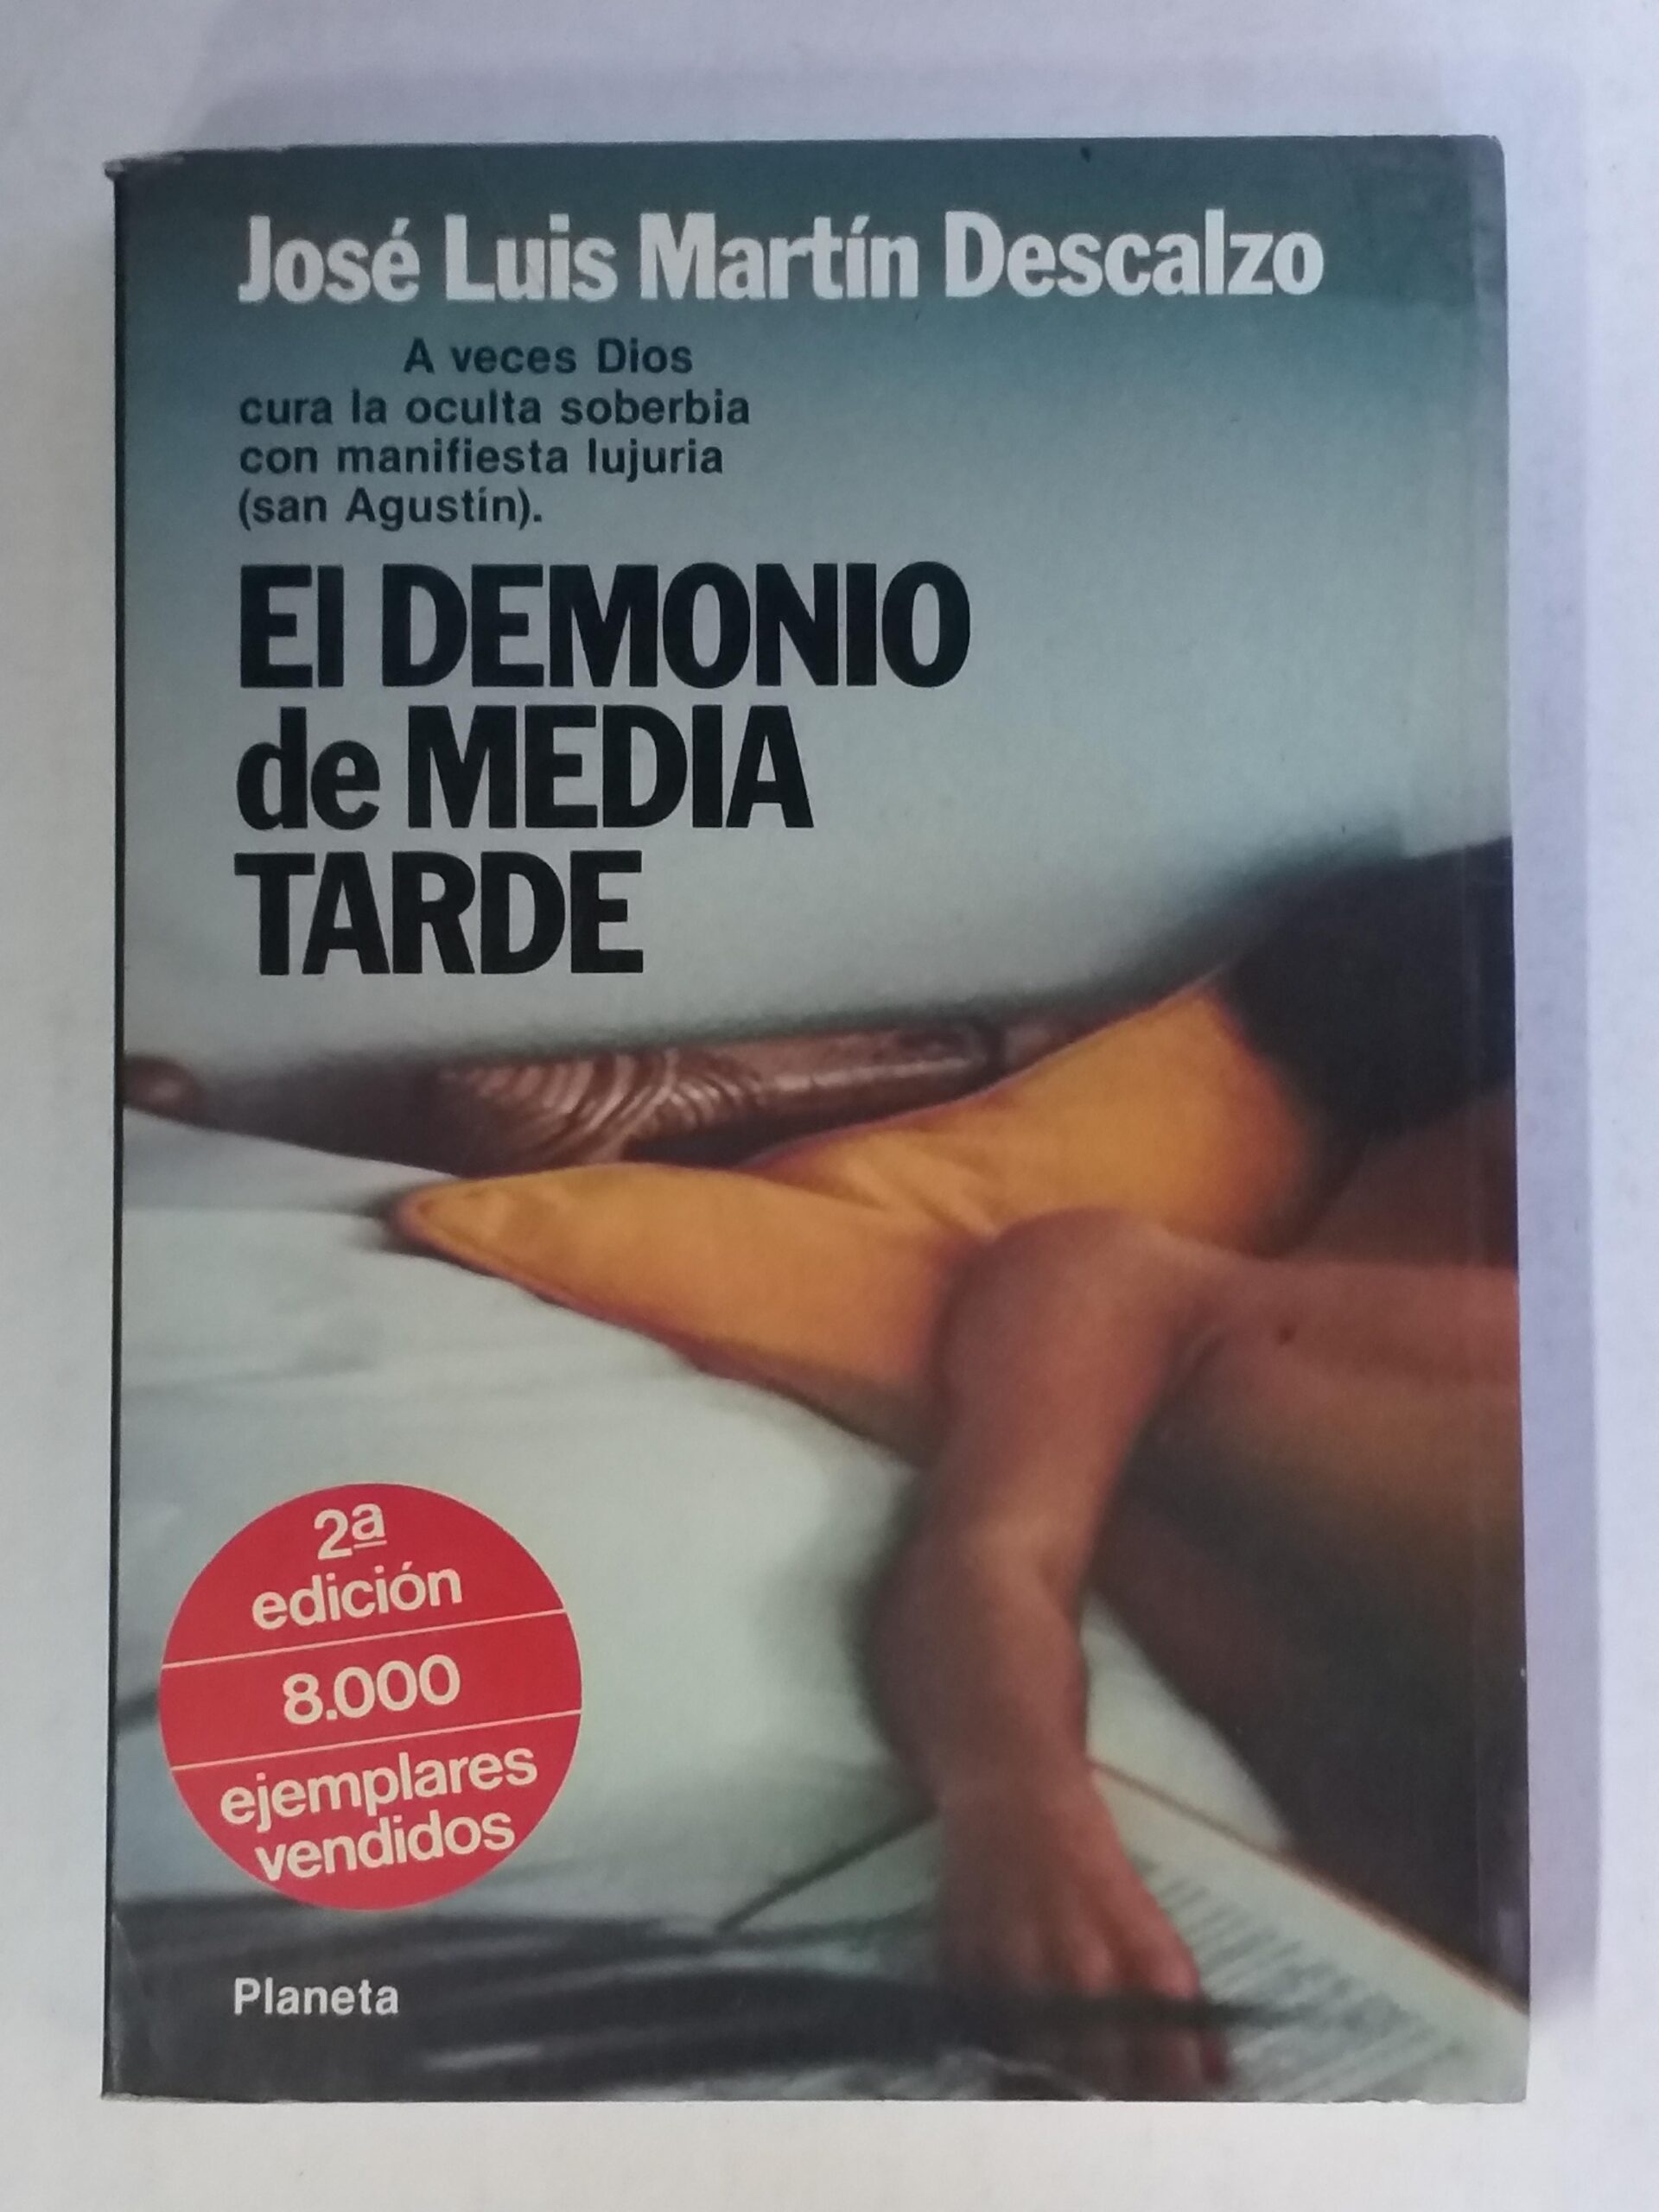 José Luis Martín Descalzo
A veces Dios
cura la oculta soberbia
con manifiesta lujuria
(san Agustín).
El DEMONIO
de MEDIA
TARDE
2ª
edición
8.000
ejemplares
vendidos
Planeta